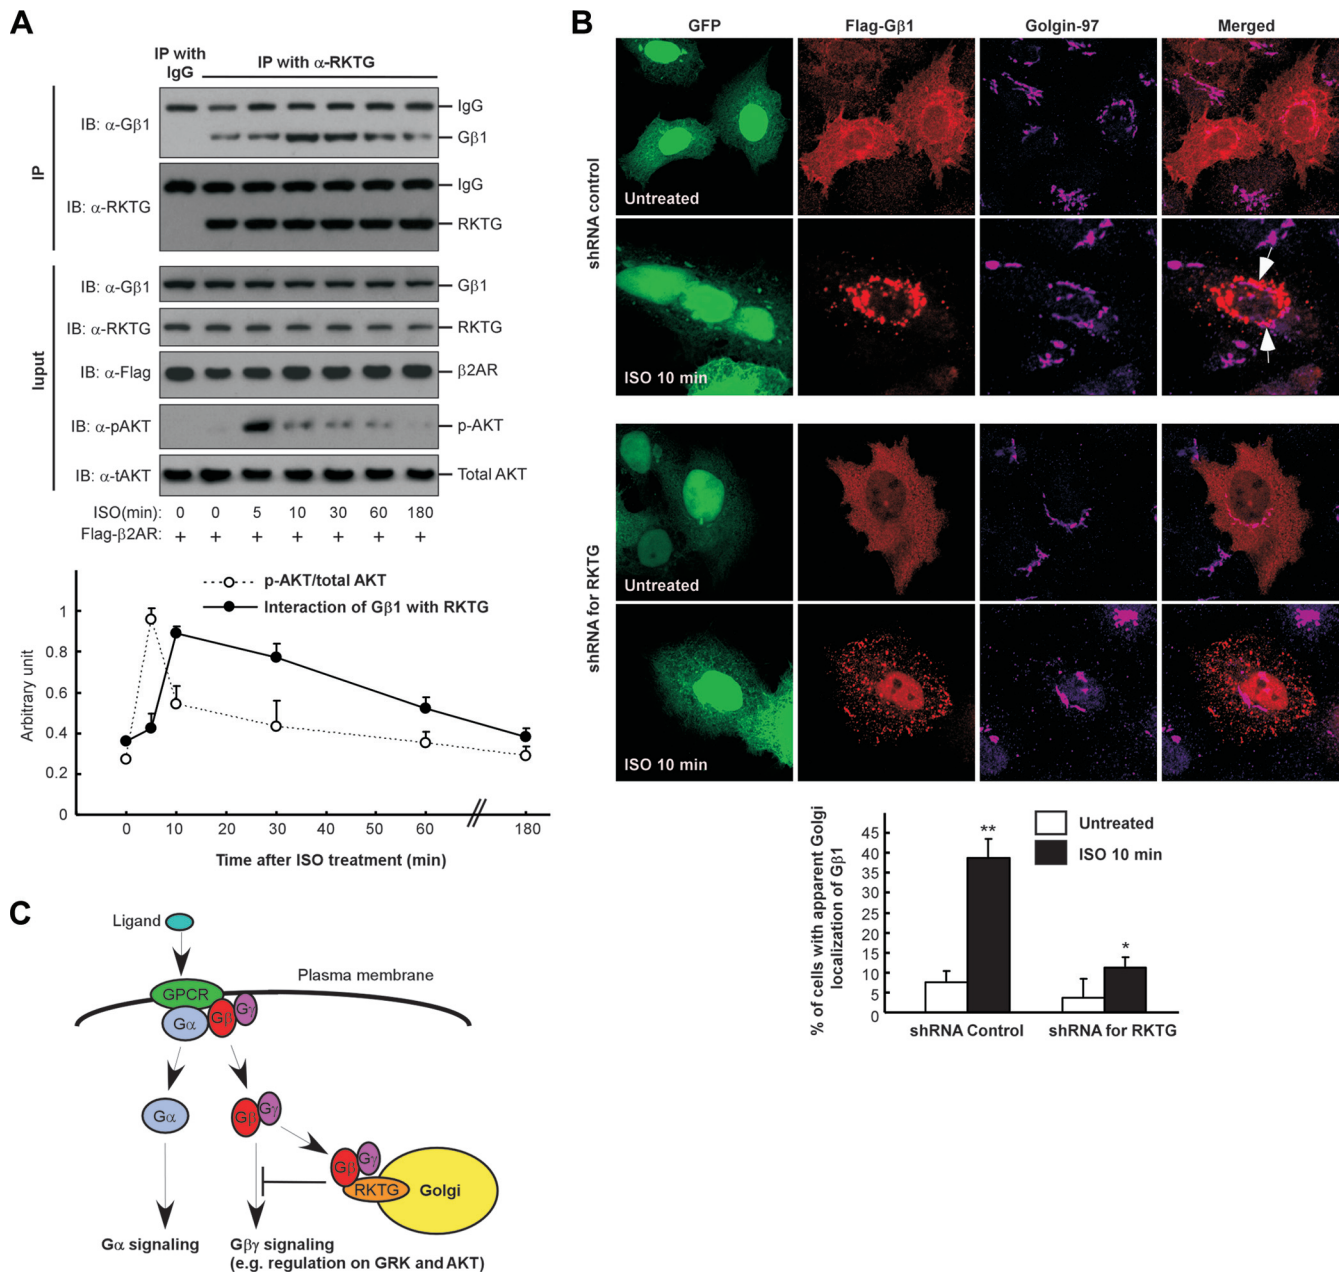 A
IP with
IgG
IP with α-RKTG
IP
IB: α-Gβ1
IgG
Gβ1
IB: α-RKTG
IgG
RKTG
Iuput
IB: α-Gβ1
Gβ1
IB: α-RKTG
RKTG
IB: α-Flag
β2AR
IB: α-pAKT
p-AKT
IB: α-tAKT
Total AKT
ISO(min): 0 0 5 10 30 60 180
Flag-β2AR: + + + + + + +
p-AKT/total AKT
Interaction of Gβ1 with RKTG
Arbitrary unit
1
0.8
0.6
0.4
0.2
0
0 10 20 30 40 50 60 180
Time after ISO treatment (min)
B
GFP Flag-Gβ1 Golgin-97 Merged
shRNA control
Untreated
ISO 10 min
shRNA for RKTG
Untreated
ISO 10 min
% of cells with apparent Golgi
localization of Gβ1
45
40
35
30
25
20
15
10
5
0
**
*
Untreated
ISO 10 min
shRNA Control shRNA for RKTG
C
Ligand
Plasma membrane
GPCR
Gα Gβ Gγ
Gα
Gβ Gγ
Gβ Gγ
RKTG
Golgi
Gα signaling
Gβγ signaling
(e.g. regulation on GRK and AKT)